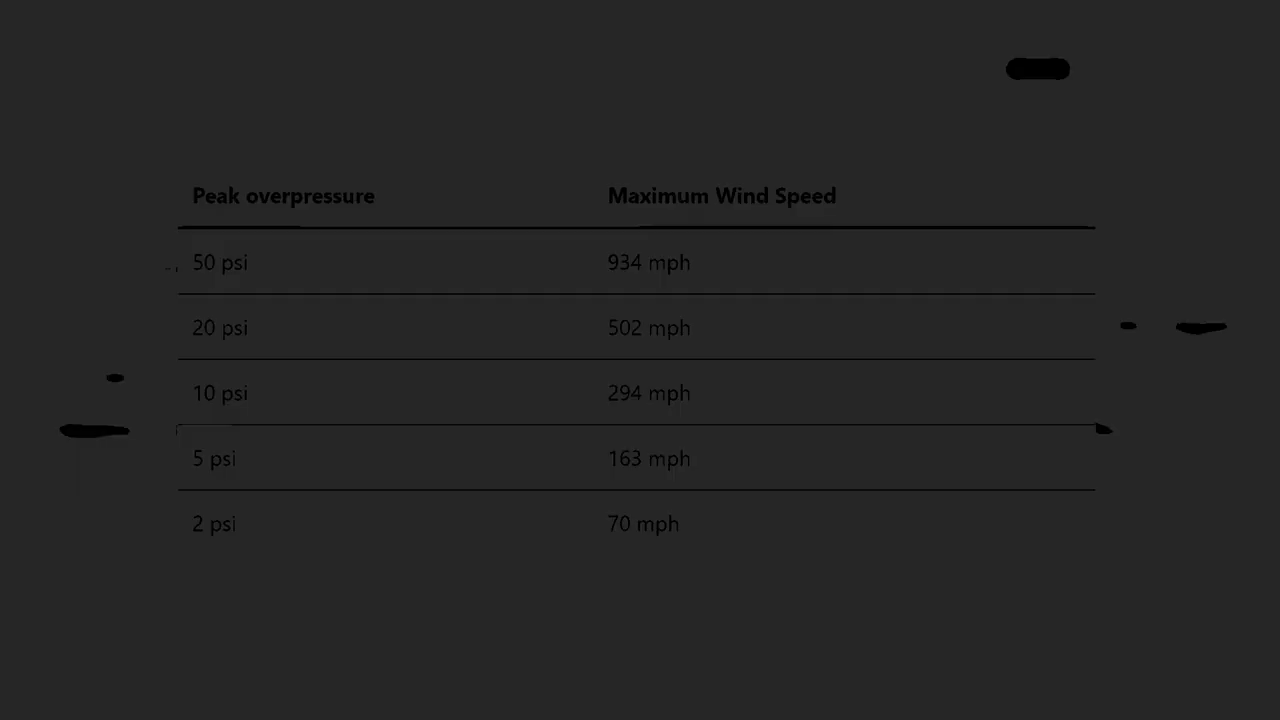 Peak overpressure Maximum Wind Speed
50 psi 934 mph
20 psi 502 mph
10 psi 294 mph
5 psi 163 mph
2 psi 70 mph